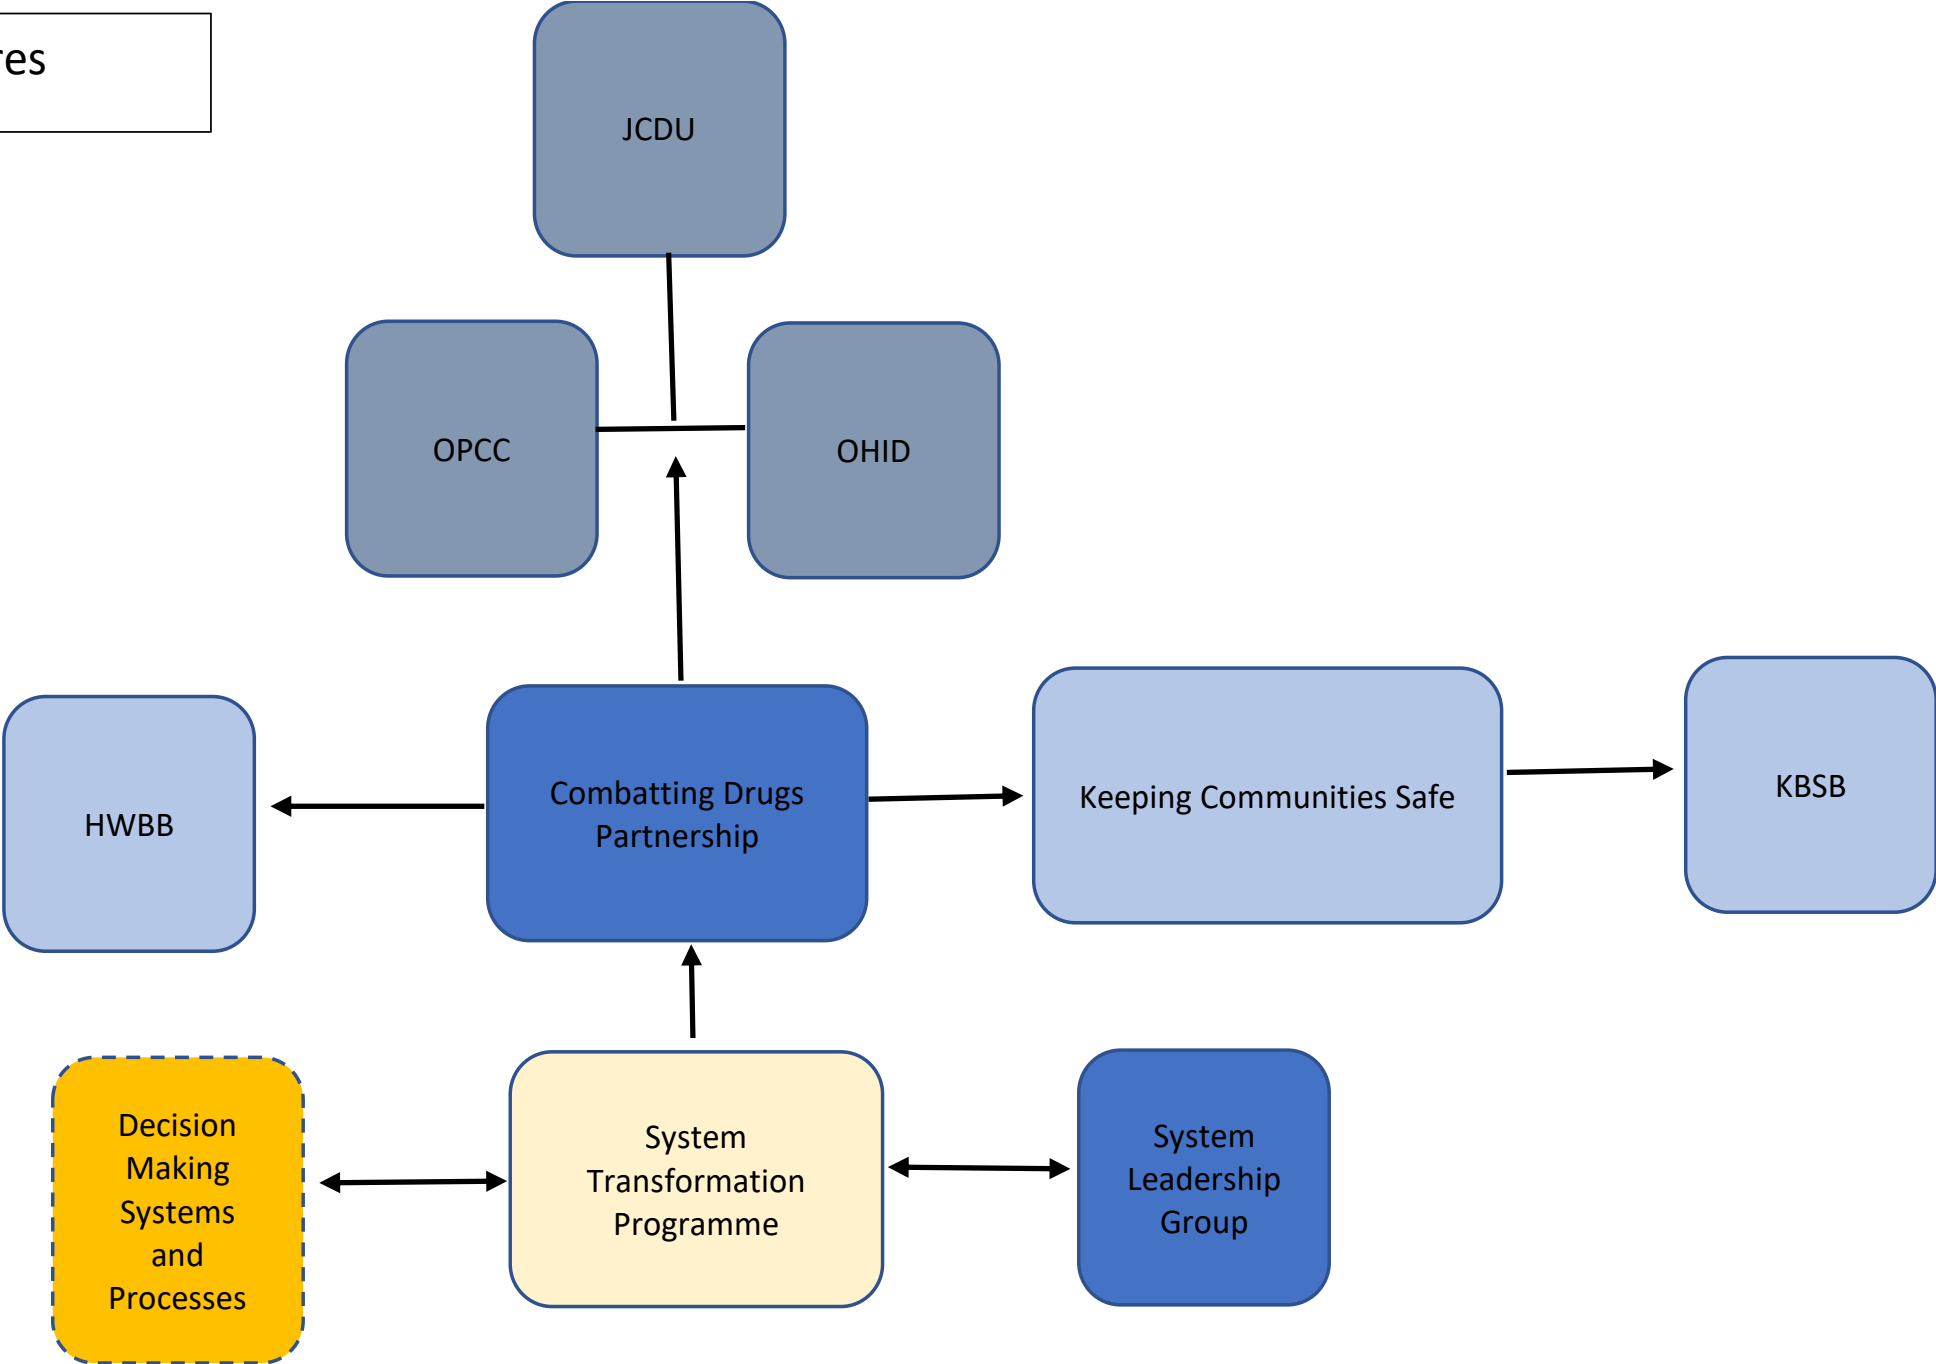 res
JCDU
OPCC
OHID
HWBB
Combatting Drugs
Partnership
Keeping Communities Safe
KBSB
Decision
Making
Systems
and
Processes
System
Transformation
Programme
System
Leadership
Group